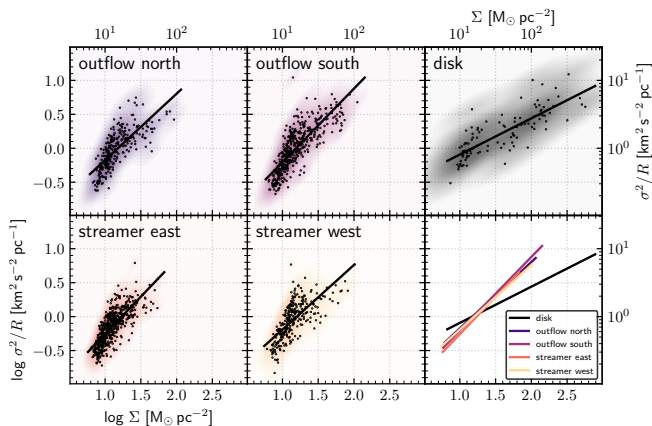 Σ [M⊙ pc⁻²]
10¹ 10² 10¹ 10² 10¹ 10²
outflow north outflow south disk
1.0
0.5
0.0
−0.5
10¹
10⁰
σ²/R [km² s⁻² pc⁻¹]
streamer east streamer west
1.0
0.5
0.0
−0.5
10¹
10⁰
log σ²/R [km² s⁻² pc⁻¹]
disk
outflow north
outflow south
streamer east
streamer west
1.0 1.5 2.0 2.5 1.0 1.5 2.0 2.5 1.0 1.5 2.0 2.5
log Σ [M⊙ pc⁻²]